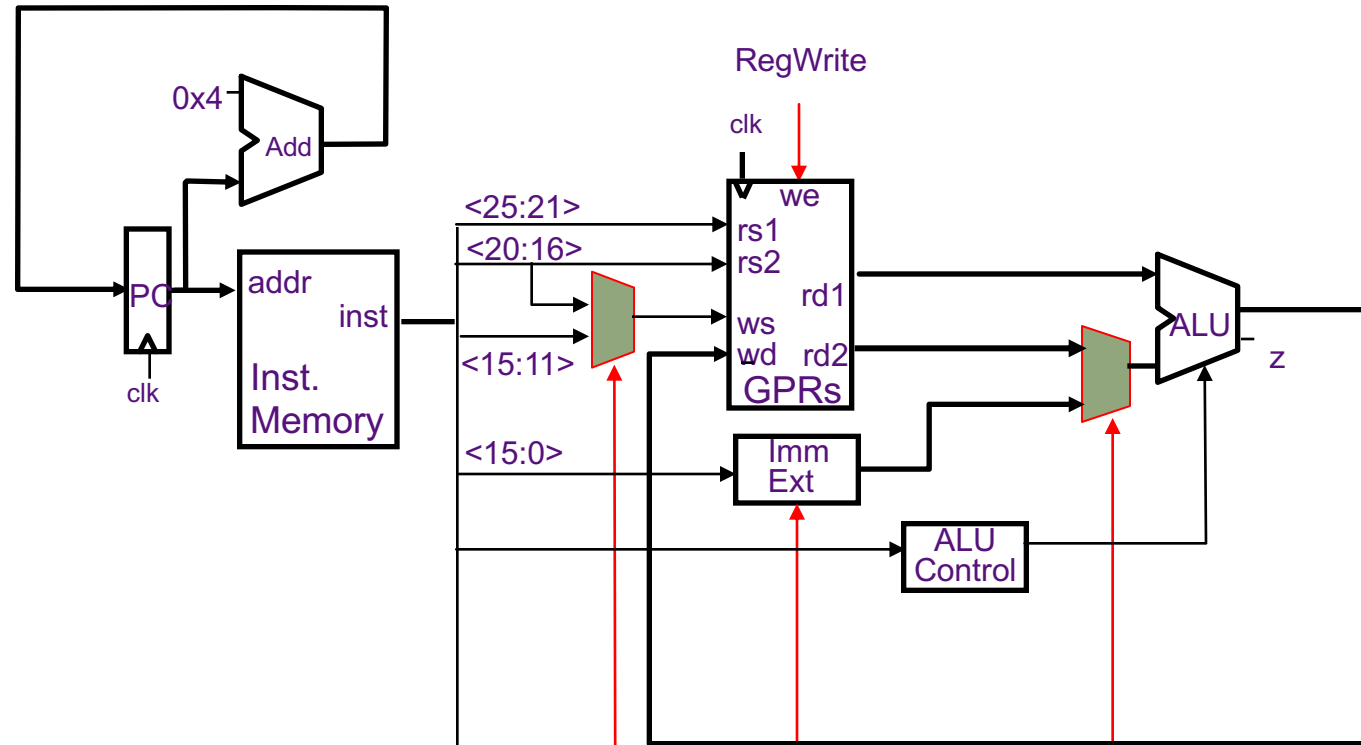 RegWrite
0x4
Add
clk
<25:21>
we
<20:16>
rs1
rs2
PC
addr
inst
rd1
ws
ALU
<15:11>
wd
rd2
z
clk
Inst.
Memory
GPRs
<15:0>
Imm
Ext
ALU
Control